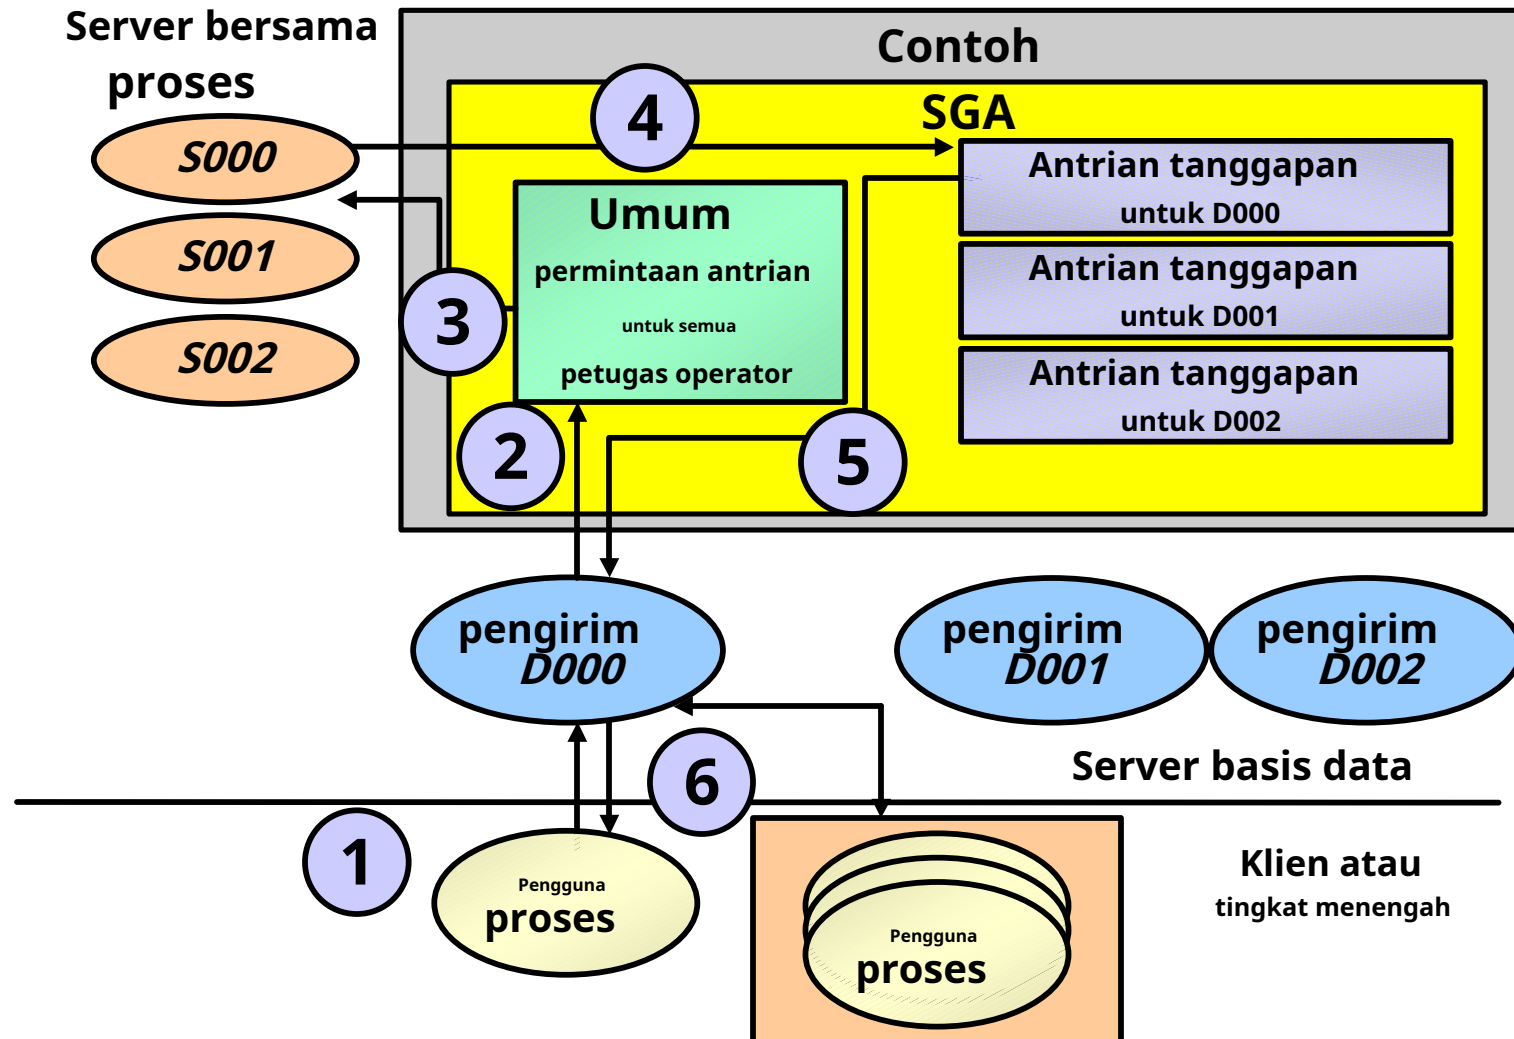 Server bersama
proses
S000
S001
S002
Contoh
SGA
4
Umum
permintaan antrian
untuk semua
petugas operator
3
2
5
Antrian tanggapan
untuk D000
Antrian tanggapan
untuk D001
Antrian tanggapan
untuk D002
pengirim
D000
pengirim
D001
pengirim
D002
Server basis data
6
1
Pengguna
proses
Pengguna
proses
Klien atau
tingkat menengah